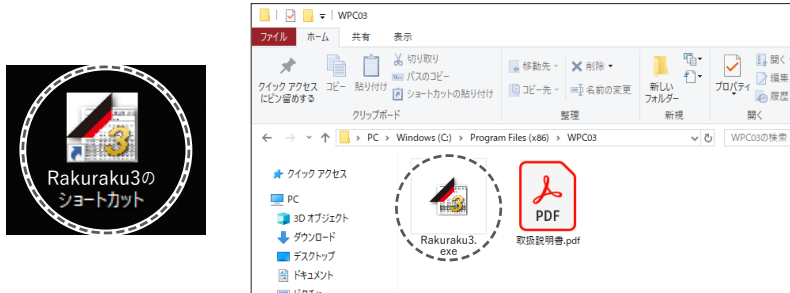 3
Rakuraku3の
ショートカット
WPC03
ファイル ホーム 共有 表示
クイック アクセス
にピン留めする
コピー
貼り付け
切り取り
パスのコピー
ショートカットの貼り付け
クリップボード
移動先
コピー先
削除
名前の変更
整理
新しい
フォルダー
新規
プロパティ
開く
編集
履歴
開く
PC › Windows (C:) › Program Files (x86) › WPC03
WPC03の検索
クイック アクセス
PC
3D オブジェクト
ダウンロード
デスクトップ
ドキュメント
3
Rakuraku3.
exe
PDF
取扱説明書.pdf